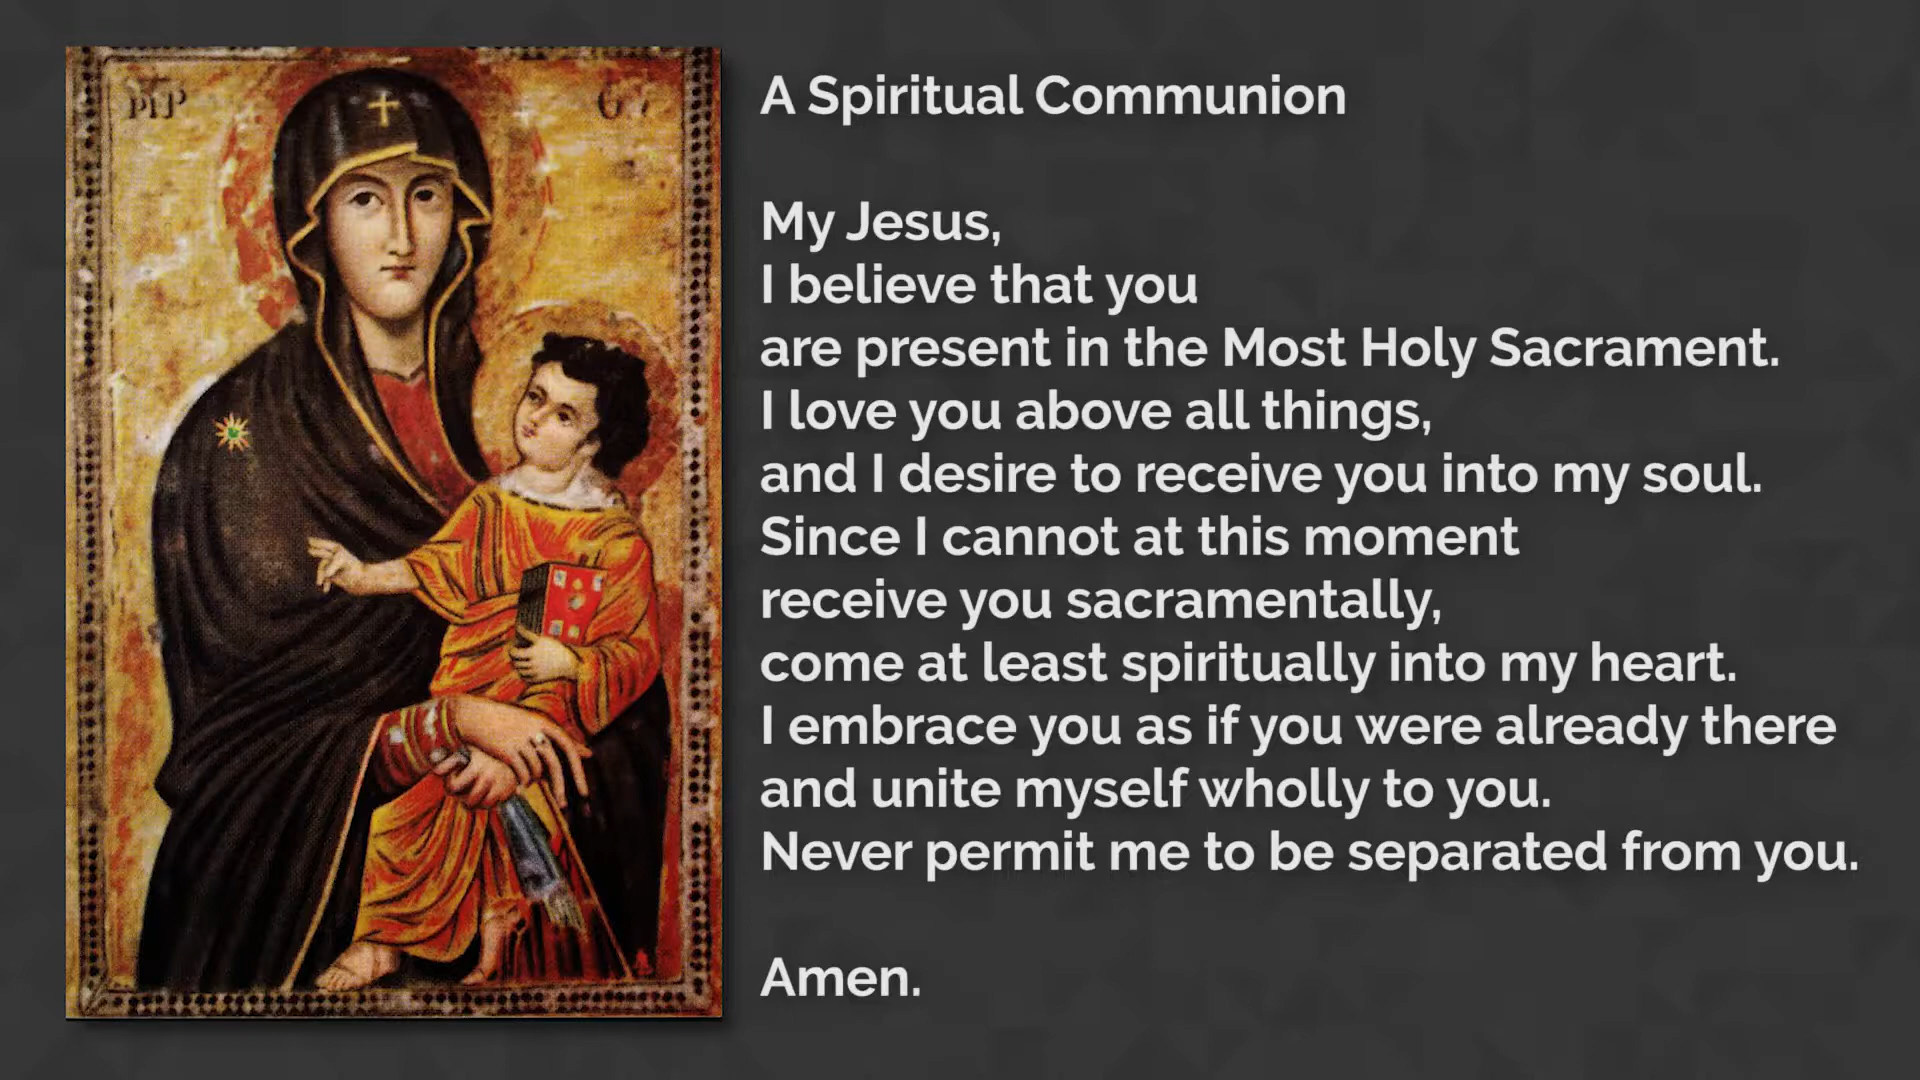 A Spiritual Communion
My Jesus,
I believe that you
are present in the Most Holy Sacrament.
I love you above all things,
and I desire to receive you into my soul.
Since I cannot at this moment
receive you sacramentally,
come at least spiritually into my heart.
I embrace you as if you were already there
and unite myself wholly to you.
Never permit me to be separated from you.
Amen.